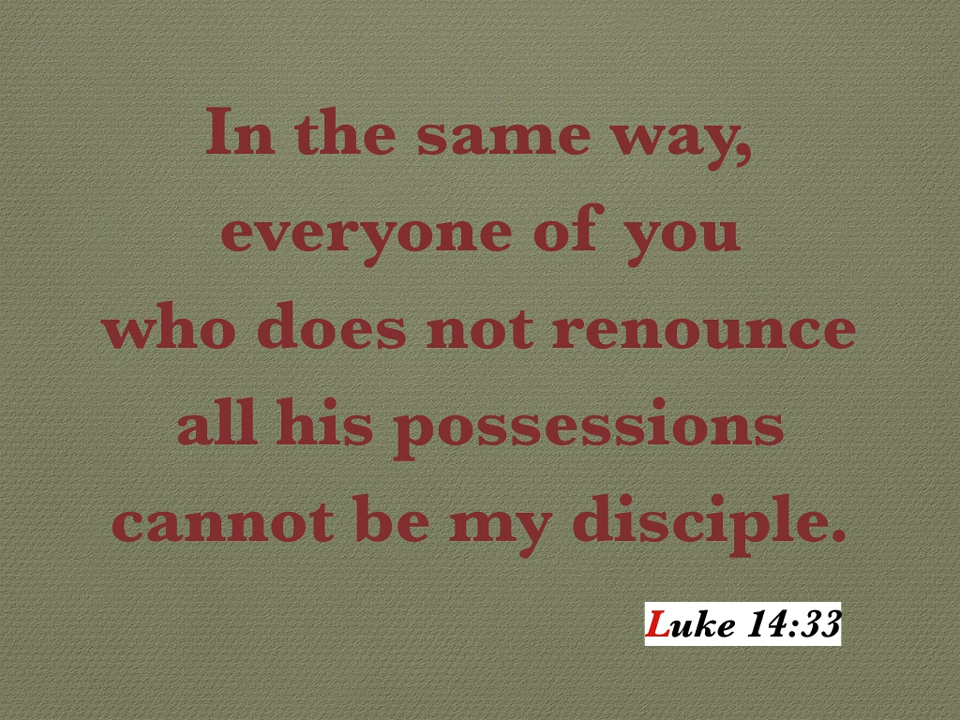 In the same way,
everyone of you
who does not renounce
all his possessions
cannot be my disciple.
Luke 14:33